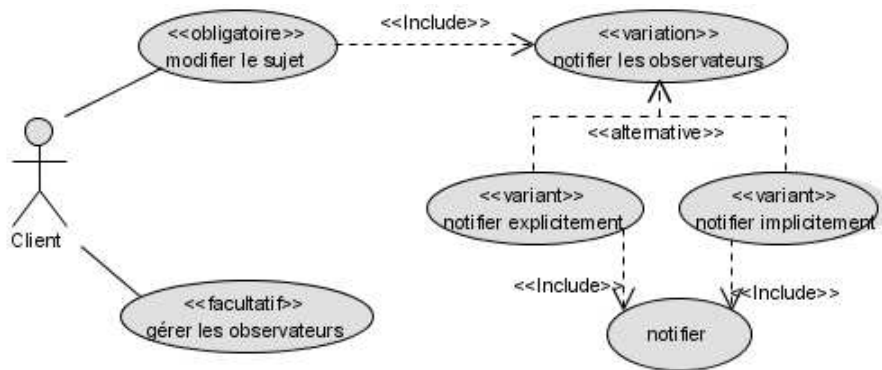 <<obligatoire>>
modifier le sujet
<<Include>>
<<variation>>
notifier les observateurs
<<alternative>>
<<variant>>
notifier explicitement
<<variant>>
notifier implicitement
Client
<<Include>>
<<Include>>
<<facultatif>>
gérer les observateurs
notifier